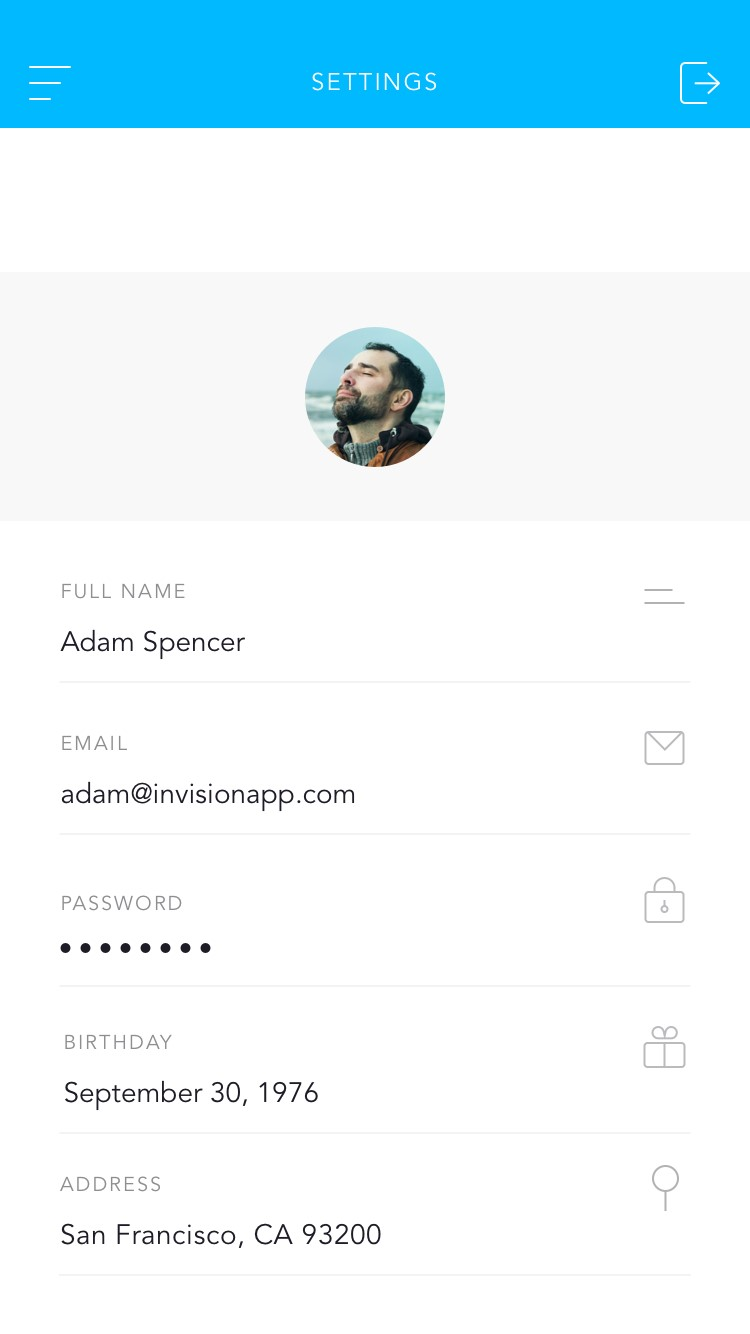 SETTINGS
FULL NAME
Adam Spencer
EMAIL
adam@invisionapp.com
PASSWORD
••••••••
BIRTHDAY
September 30, 1976
ADDRESS
San Francisco, CA 93200